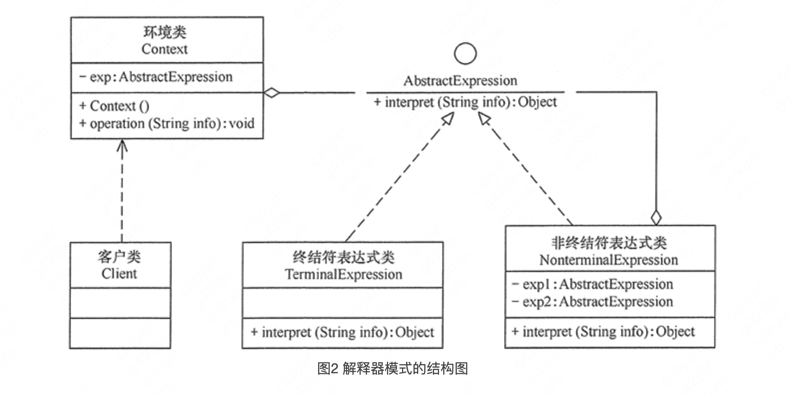 环境类
Context
- exp:AbstractExpression
+ Context()
+ operation(String info):void
AbstractExpression
+ interpret(String info):Object
客户类
Client
终结符表达式类
TerminalExpression
+ interpret(String info):Object
非终结符表达式类
NonterminalExpression
- exp1:AbstractExpression
- exp2:AbstractExpression
+ interpret(String info):Object
图2 解释器模式的结构图